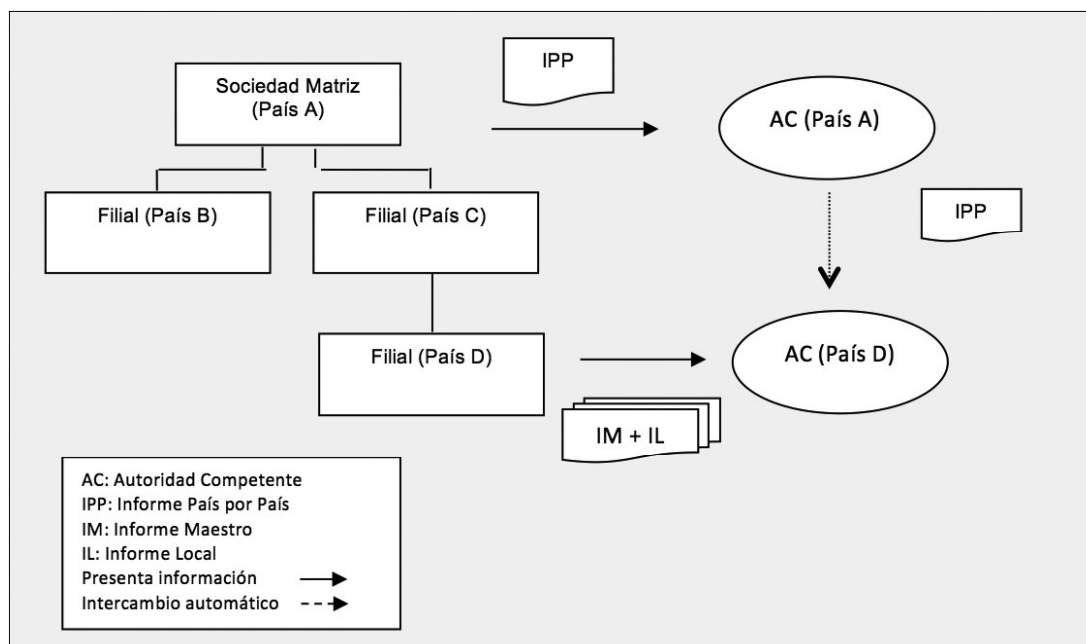 IPP
Sociedad Matriz
(País A)
AC (País A)
Filial (País B)
Filial (País C)
IPP
Filial (País D)
AC (País D)
IM + IL
AC: Autoridad Competente
IPP: Informe País por País
IM: Informe Maestro
IL: Informe Local
Presenta información
Intercambio automático